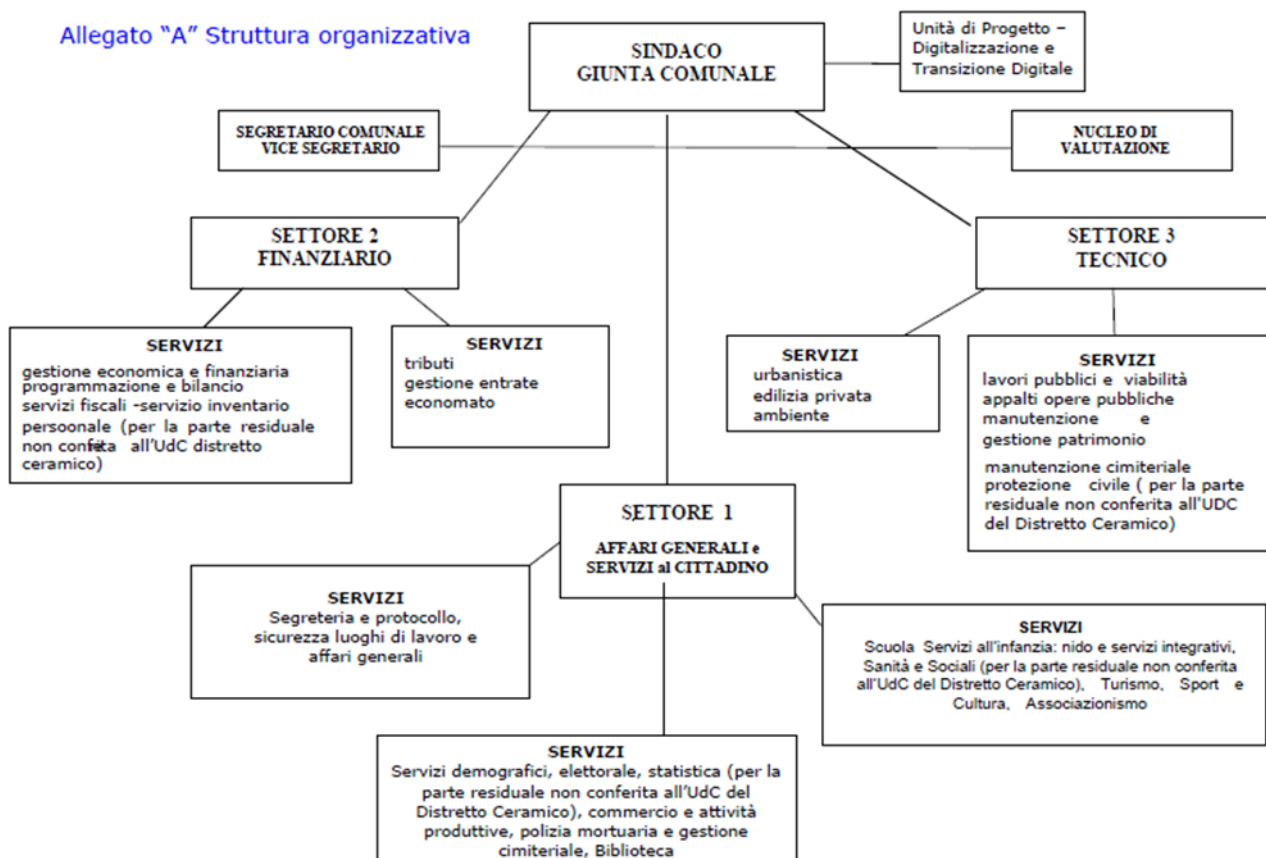 Allegato “A” Struttura organizzativa
SINDACO
GIUNTA COMUNALE
Unità di Progetto –
Digitalizzazione e
Transizione Digitale
SEGRETARIO COMUNALE
VICE SEGRETARIO
NUCLEO DI
VALUTAZIONE
SETTORE 2
FINANZIARIO
SETTORE 3
TECNICO
SERVIZI
gestione economica e finanziaria
programmazione e bilancio
servizi fiscali -servizio inventario
persoonale (per la parte residuale
non confeita all’UdC distretto
ceramico)
SERVIZI
tributi
gestione entrate
economato
SERVIZI
urbanistica
edilizia privata
ambiente
SERVIZI
lavori pubblici e viabilità
appalti opere pubbliche
manutenzione e
gestione patrimonio
manutenzione cimiteriale
protezione civile ( per la parte
residuale non conferita all'UDC
del Distretto Ceramico)
SETTORE 1
AFFARI GENERALI e
SERVIZI al CITTADINO
SERVIZI
Segreteria e protocollo,
sicurezza luoghi di lavoro e
affari generali
SERVIZI
Scuola Servizi all'infanzia: nido e servizi integrativi,
Sanità e Sociali (per la parte residuale non conferita
all'UdC del Distretto Ceramico), Turismo, Sport e
Cultura, Associazionismo
SERVIZI
Servizi demografici, elettorale, statistica (per la
parte residuale non conferita all’UdC del
Distretto Ceramico), commercio e attività
produttive, polizia mortuaria e gestione
cimiteriale, Biblioteca